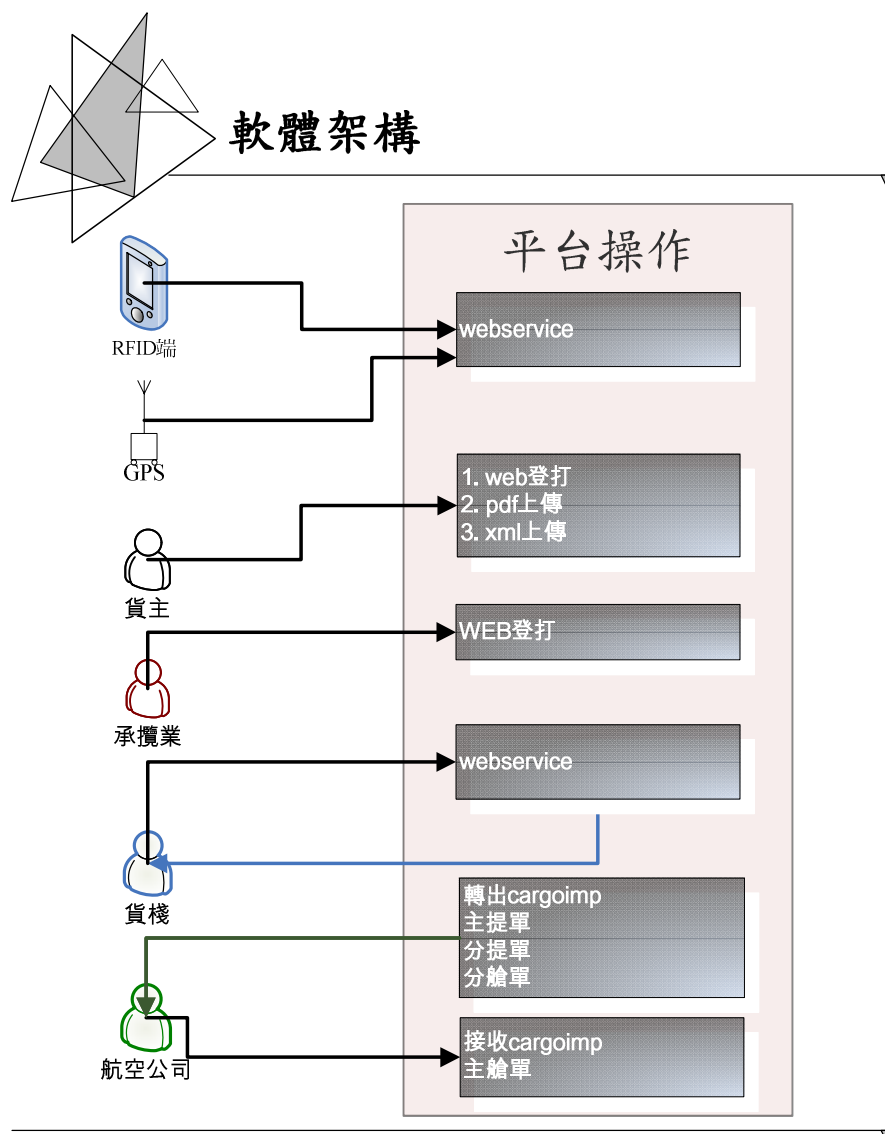 軟體架構
平台操作
webservice
RFID端
GPS
1. web登打
2. pdf上傳
3. xml上傳
貨主
WEB登打
承攬業
webservice
貨棧
轉出cargoimp
主提單
分提單
分艙單
航空公司
接收cargoimp
主艙單